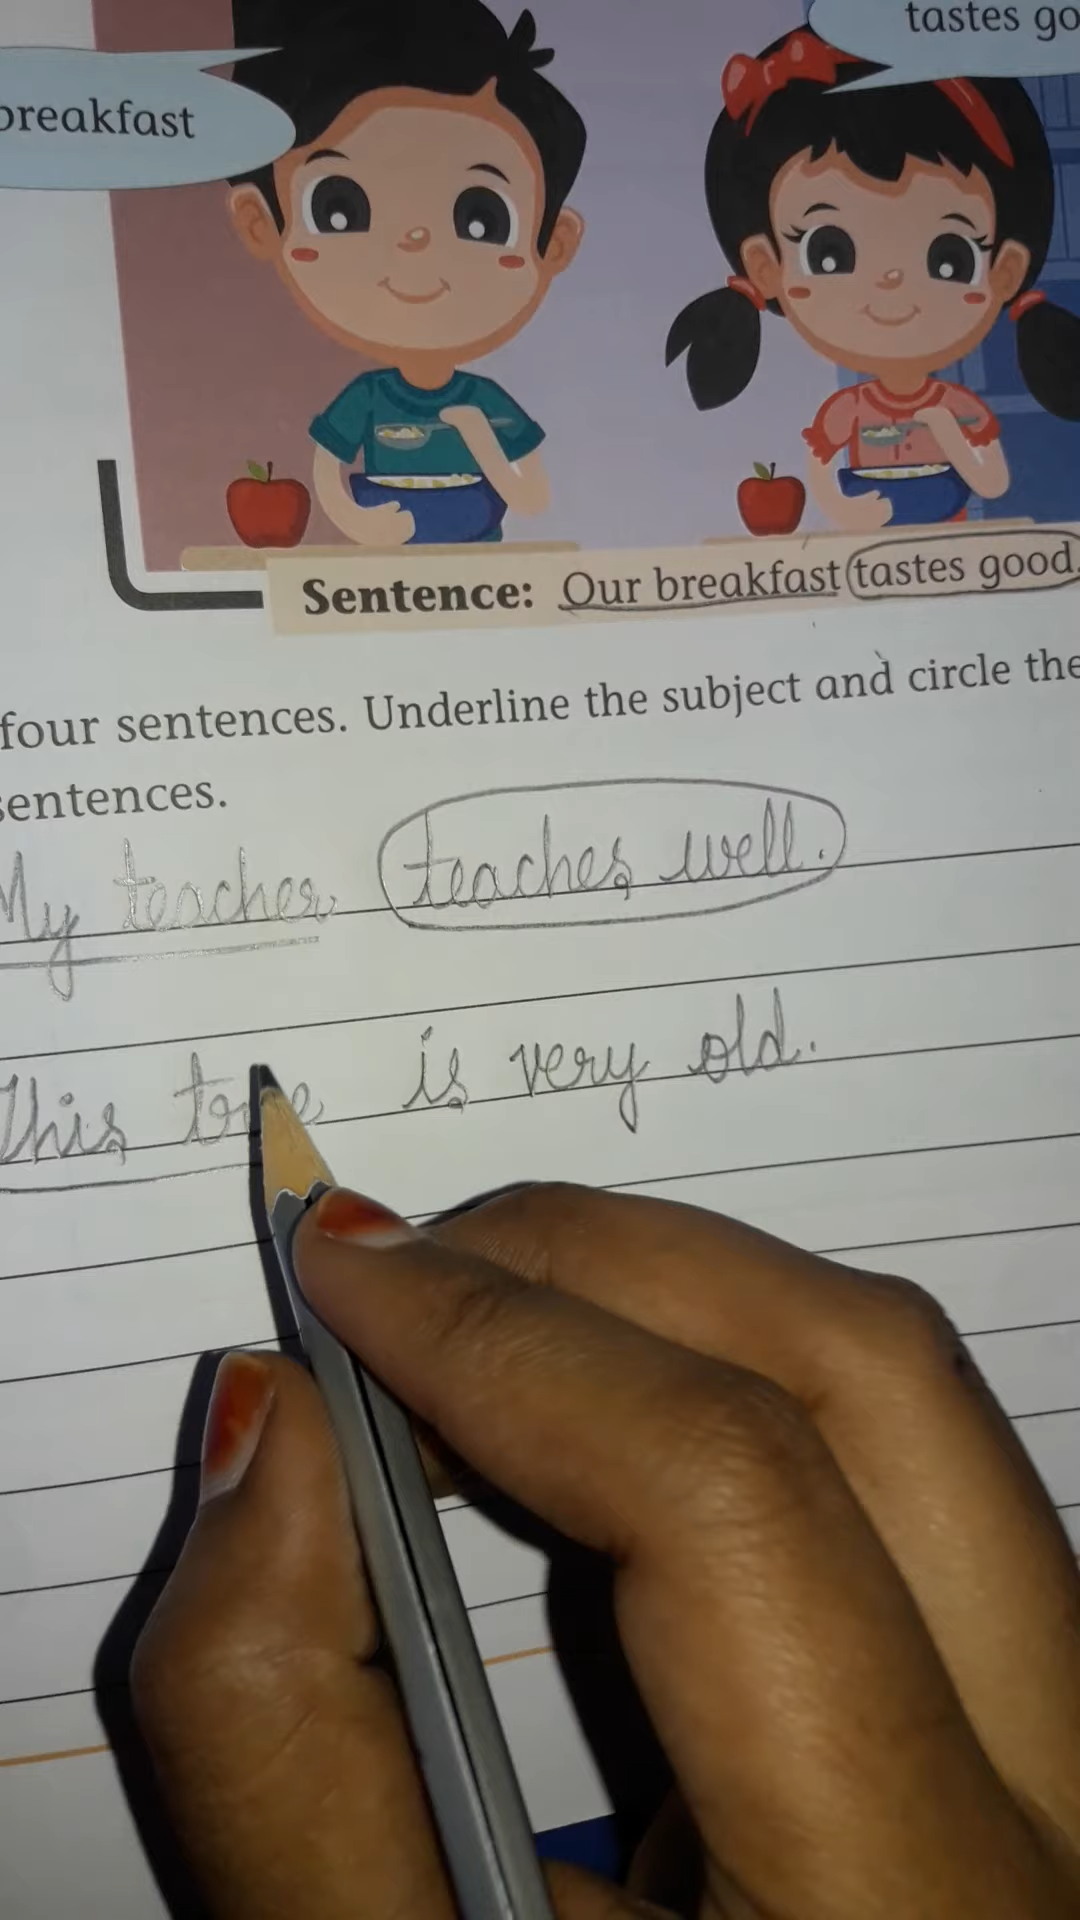 tastes go
breakfast
Sentence: Our breakfast tastes good.
four sentences. Underline the subject and circle the
sentences.
My teacher teaches well.
This is very old.